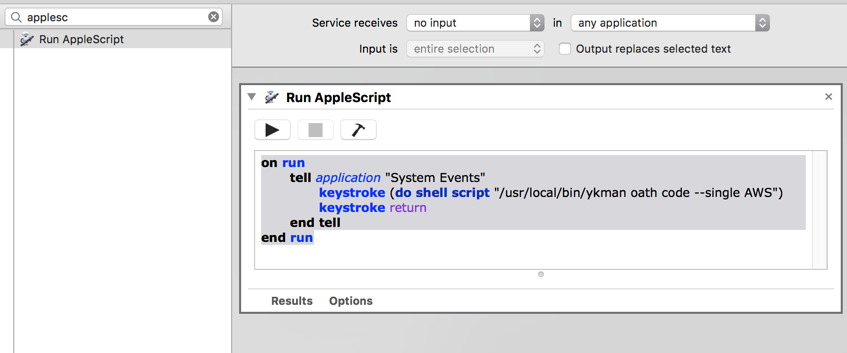 applesc
Run AppleScript
Service receives no input in any application
Input is entire selection Output replaces selected text
Run AppleScript
on run
tell application "System Events"
keystroke (do shell script "/usr/local/bin/ykman oath code --single AWS")
keystroke return
end tell
end run
Results Options